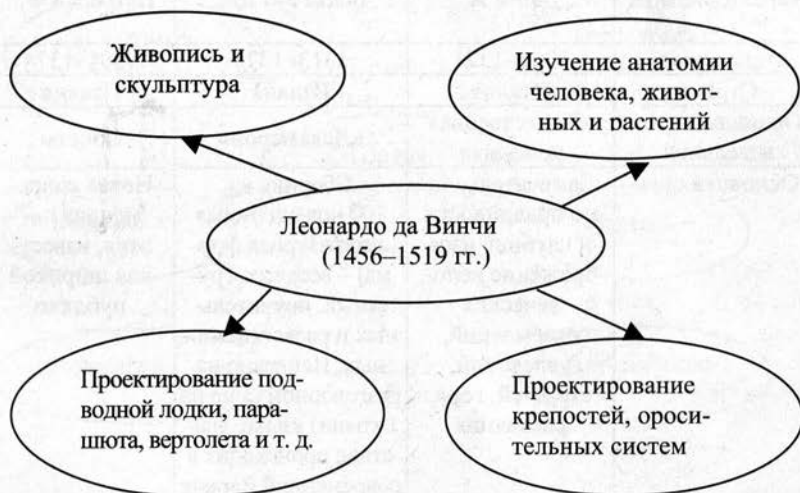 Живопись и
скульптура
Изучение анатомии
человека, живот-
ных и растений
Леонардо да Винчи
(1456–1519 гг.)
Проектирование под-
водной лодки, пара-
шюта, вертолета и т. д.
Проектирование
крепостей, ороси-
тельных систем